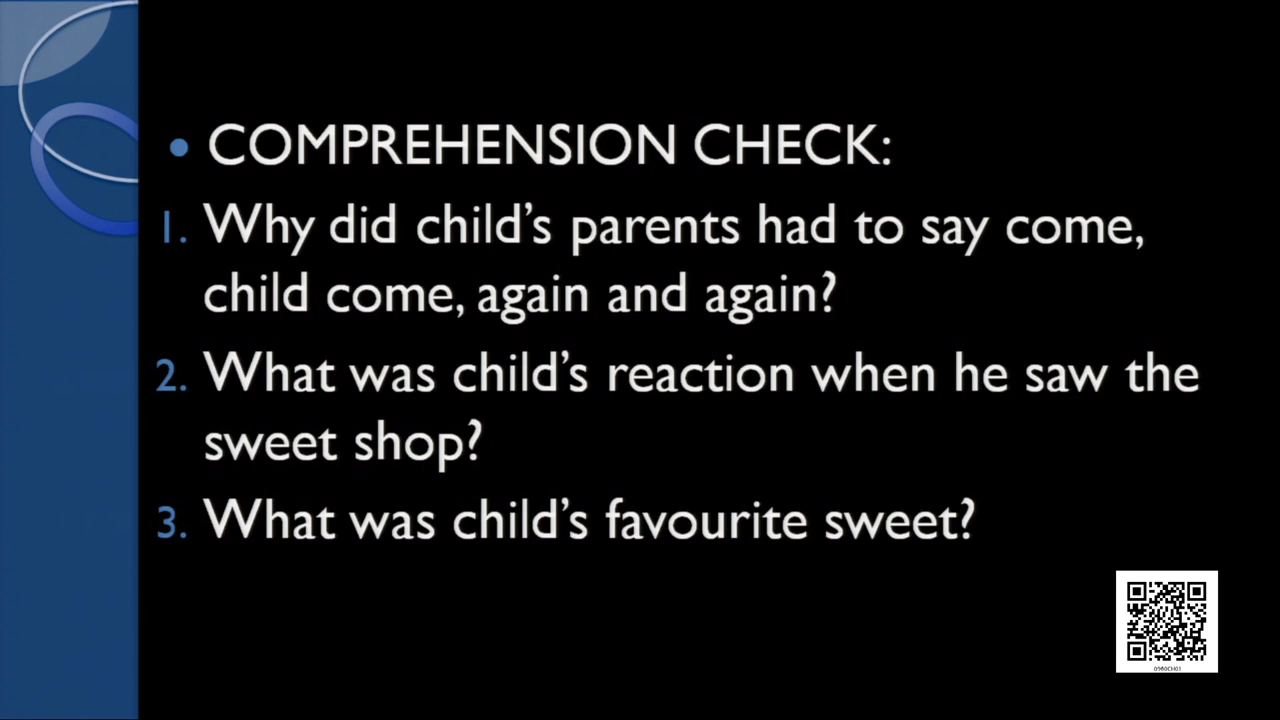 • COMPREHENSION CHECK:
1. Why did child’s parents had to say come,
child come, again and again?
2. What was child’s reaction when he saw the
sweet shop?
3. What was child’s favourite sweet?
0960CH01